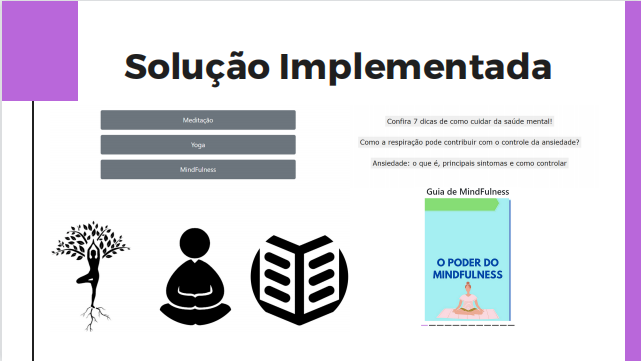 Solução Implementada
Meditação
Yoga
MindFulness
Confira 7 dicas de como cuidar da saúde mental!
Como a respiração pode contribuir com o controle da ansiedade?
Ansiedade: o que é, principais sintomas e como controlar
Guia de MindFulness
O PODER DO
MINDFULNESS